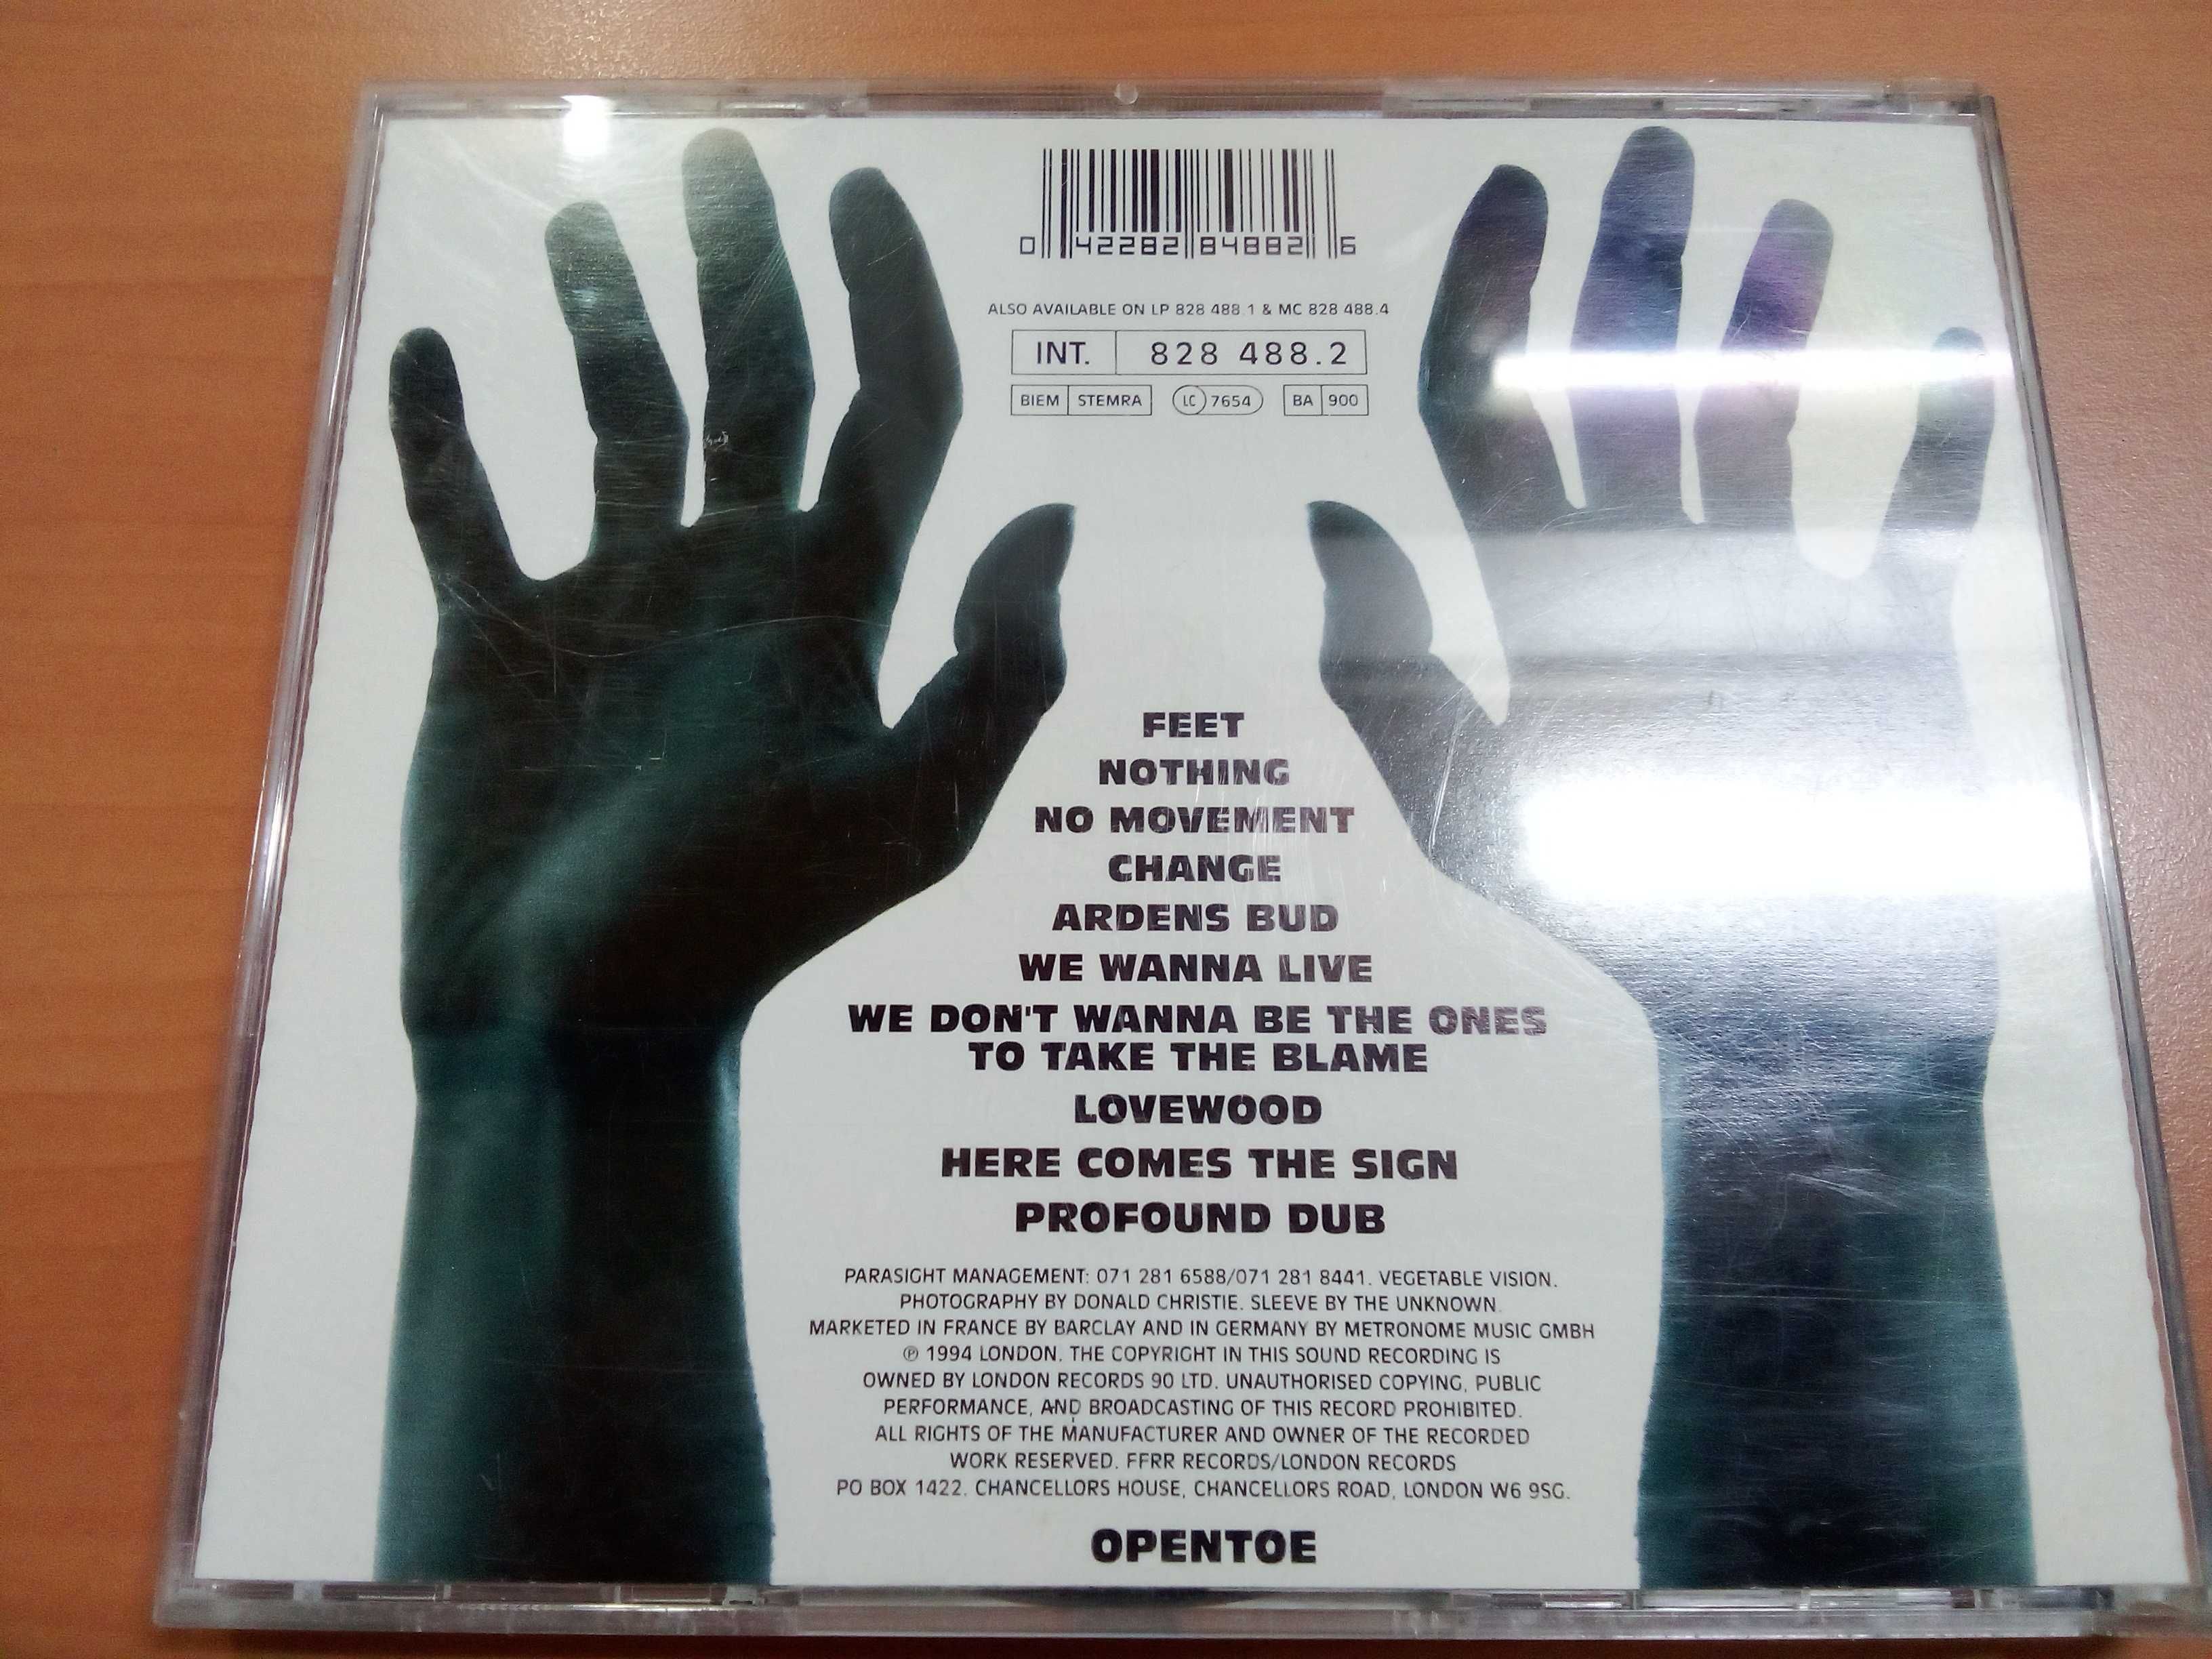 0 42282 84882 6
ALSO AVAILABLE ON LP 828 488.1 & MC 828 488.4
INT. 828 488.2
BIEM STEMRA LC 7654 BA 900
FEET
NOTHING
NO MOVEMENT
CHANGE
ARDENS BUD
WE WANNA LIVE
WE DON'T WANNA BE THE ONES
TO TAKE THE BLAME
LOVEWOOD
HERE COMES THE SIGN
PROFOUND DUB
PARASIGHT MANAGEMENT: 071 281 6588/071 281 8441. VEGETABLE VISION.
PHOTOGRAPHY BY DONALD CHRISTIE. SLEEVE BY THE UNKNOWN.
MARKETED IN FRANCE BY BARCLAY AND IN GERMANY BY METRONOME MUSIC GMBH
℗ 1994 LONDON. THE COPYRIGHT IN THIS SOUND RECORDING IS
OWNED BY LONDON RECORDS 90 LTD. UNAUTHORISED COPYING, PUBLIC
PERFORMANCE, AND BROADCASTING OF THIS RECORD PROHIBITED.
ALL RIGHTS OF THE MANUFACTURER AND OWNER OF THE RECORDED
WORK RESERVED. FFRR RECORDS/LONDON RECORDS
PO BOX 1422. CHANCELLORS HOUSE, CHANCELLORS ROAD, LONDON W6 9SG.
OPENTOE